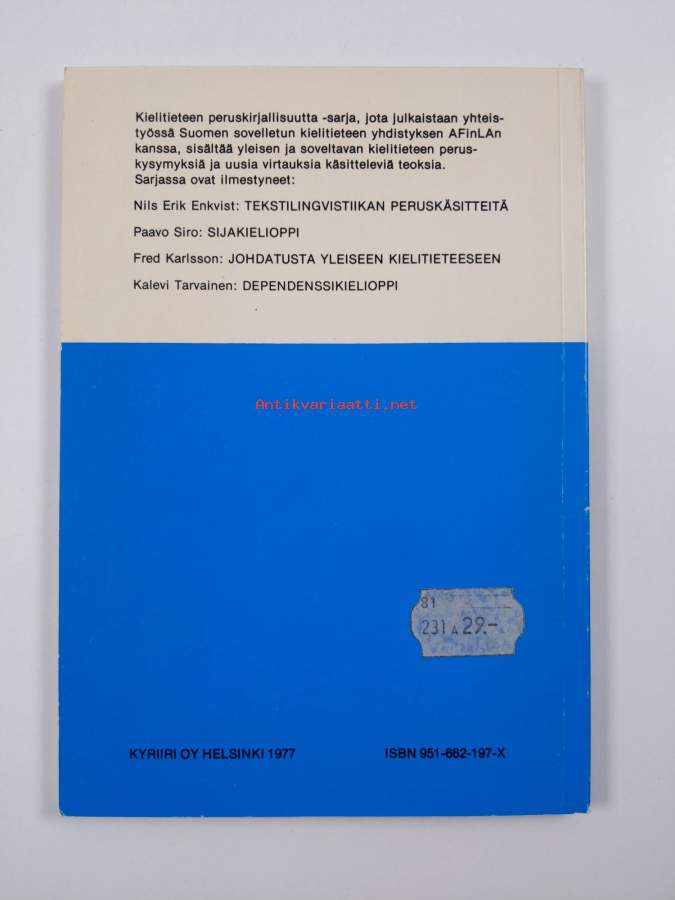 Kielitieteen peruskirjallisuutta -sarja, jota julkaistaan yhteis-
työssä Suomen sovelletun kielitieteen yhdistyksen AFinLAn
kanssa, sisältää yleisen ja soveltavan kielitieteen perus-
kysymyksiä ja uusia virtauksia käsitteleviä teoksia.
Sarjassa ovat ilmestyneet:
Nils Erik Enkvist: TEKSTILINGVISTIIKAN PERUSKÄSITTEITÄ
Paavo Siro: SIJAKIELIOPPI
Fred Karlsson: JOHDATUSTA YLEISEEN KIELITIETEESEEN
Kalevi Tarvainen: DEPENDENSSIKIELIOPPI
Antikvariaatti.net
81
231 A 29.-
KYRIIRI OY HELSINKI 1977 ISBN 951-662-197-X